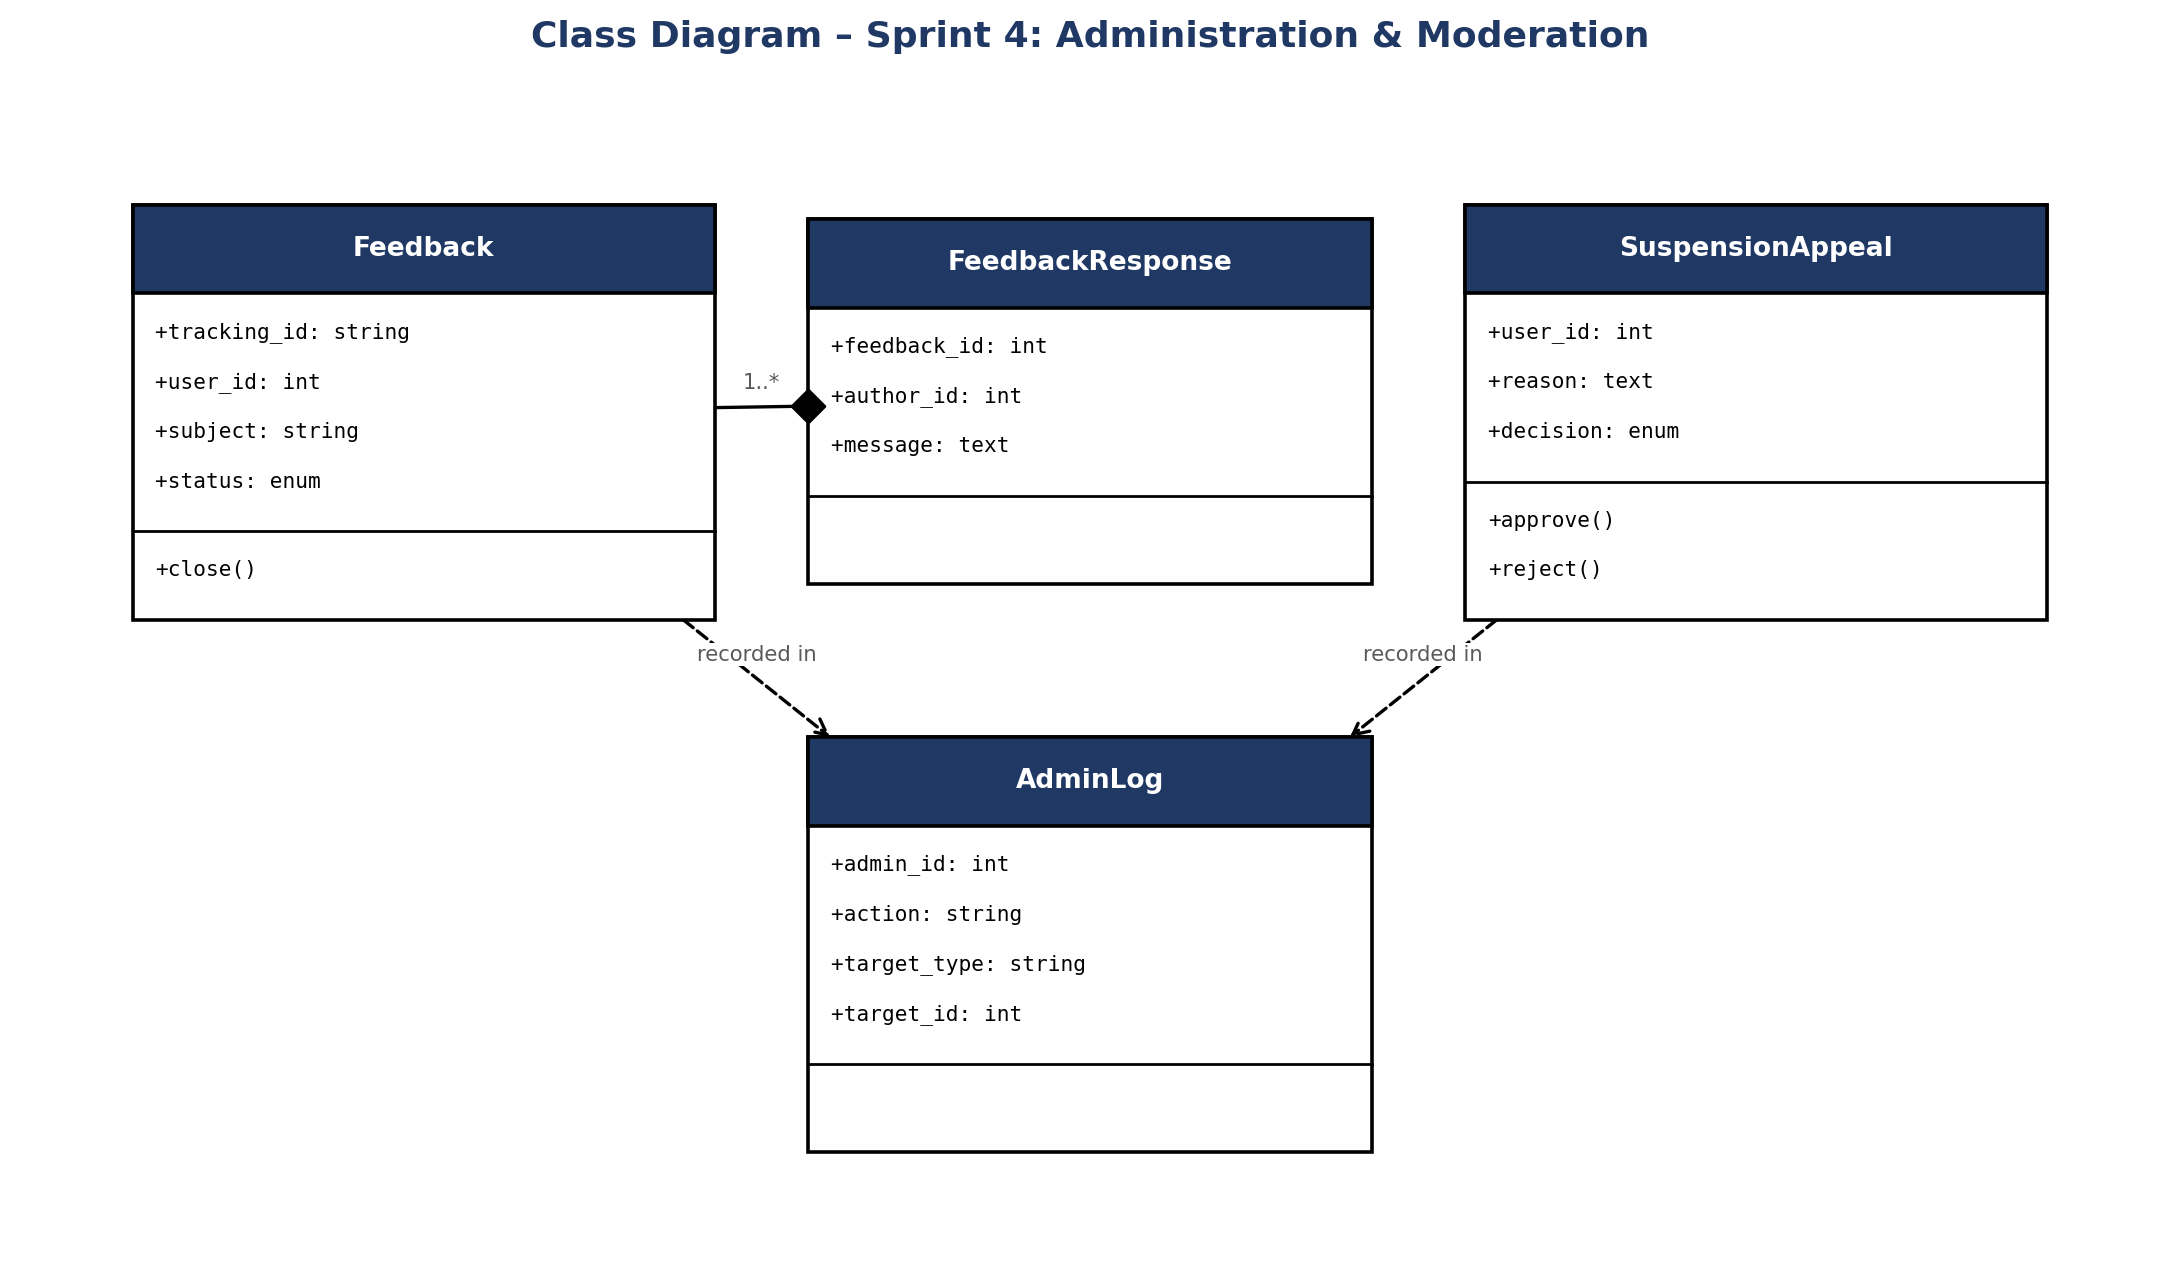 Class Diagram – Sprint 4: Administration & Moderation
Feedback
+tracking_id: string
+user_id: int
+subject: string
+status: enum
+close()
1..*
FeedbackResponse
+feedback_id: int
+author_id: int
+message: text
SuspensionAppeal
+user_id: int
+reason: text
+decision: enum
+approve()
+reject()
recorded in
recorded in
AdminLog
+admin_id: int
+action: string
+target_type: string
+target_id: int